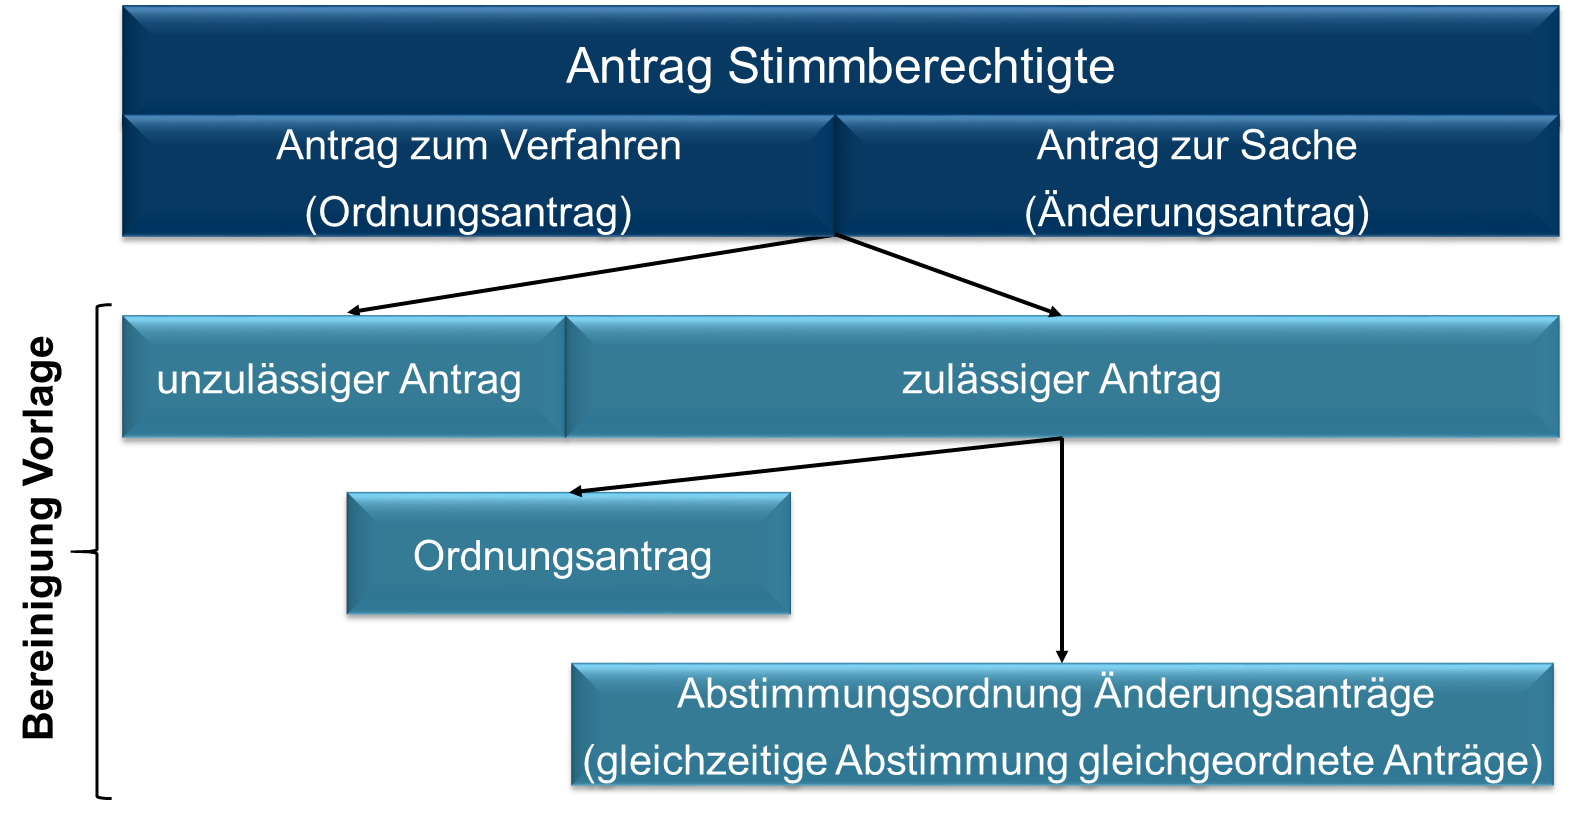 Antrag Stimmberechtigte
Antrag zum Verfahren
(Ordnungsantrag)
Antrag zur Sache
(Änderungsantrag)
Bereinigung Vorlage
unzulässiger Antrag
zulässiger Antrag
Ordnungsantrag
Abstimmungsordnung Änderungsanträge
(gleichzeitige Abstimmung gleichgeordnete Anträge)